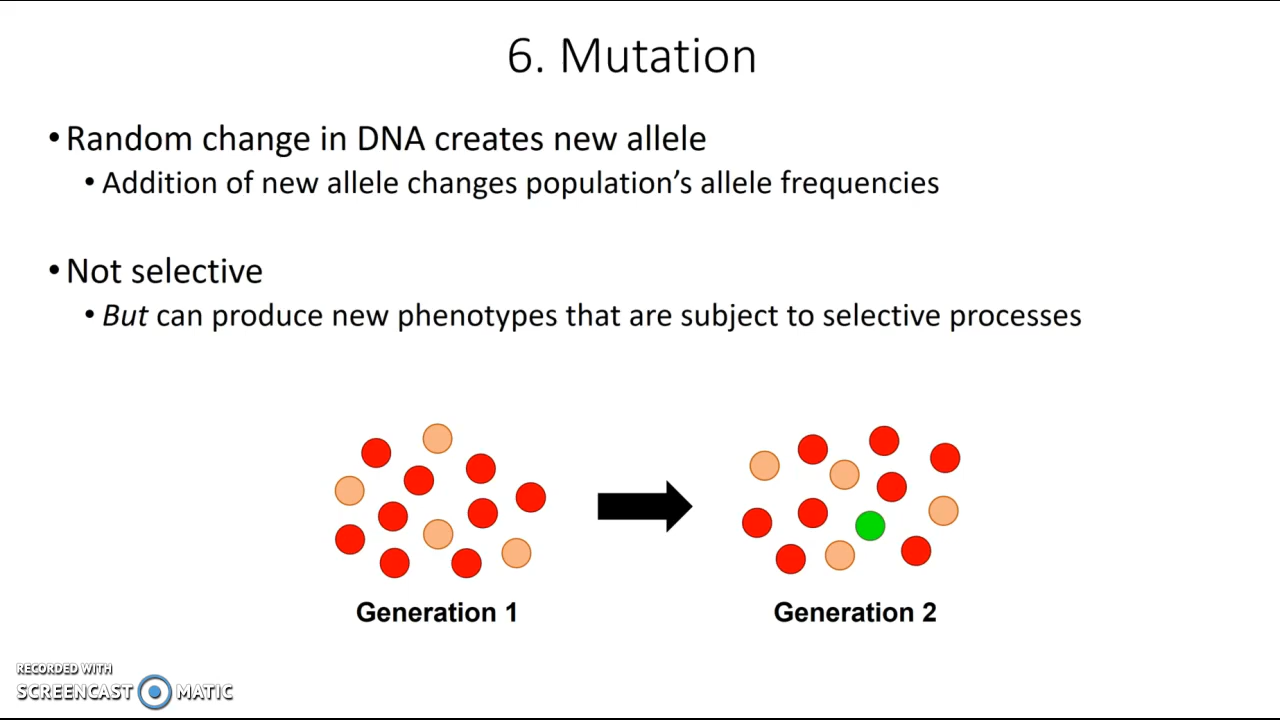 6. Mutation
• Random change in DNA creates new allele
• Addition of new allele changes population’s allele frequencies
• Not selective
• But can produce new phenotypes that are subject to selective processes
Generation 1
Generation 2
RECORDED WITH
SCREENCAST MATIC